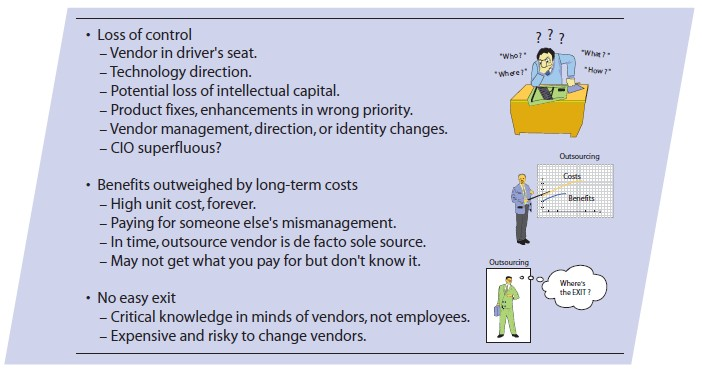 • Loss of control
– Vendor in driver's seat.
– Technology direction.
– Potential loss of intellectual capital.
– Product fixes, enhancements in wrong priority.
– Vendor management, direction, or identity changes.
– CIO superfluous?
? ? ?
"Who?"
"What?"
"Where?"
"How?"
• Benefits outweighed by long-term costs
– High unit cost, forever.
– Paying for someone else's mismanagement.
– In time, outsource vendor is de facto sole source.
– May not get what you pay for but don't know it.
Outsourcing
Costs
Benefits
• No easy exit
– Critical knowledge in minds of vendors, not employees.
– Expensive and risky to change vendors.
Outsourcing
Where's
the EXIT?